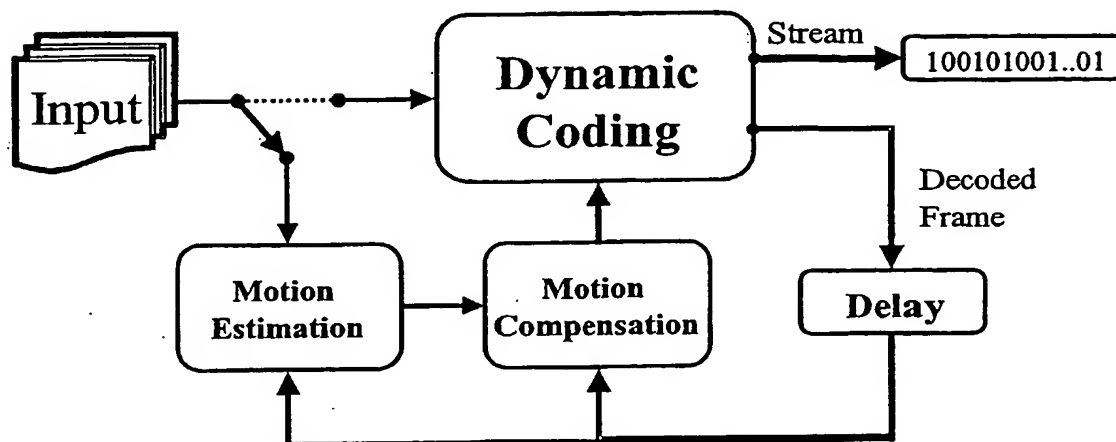 Input
Dynamic
Coding
Stream
100101001..01
Decoded
Frame
Motion
Estimation
Motion
Compensation
Delay